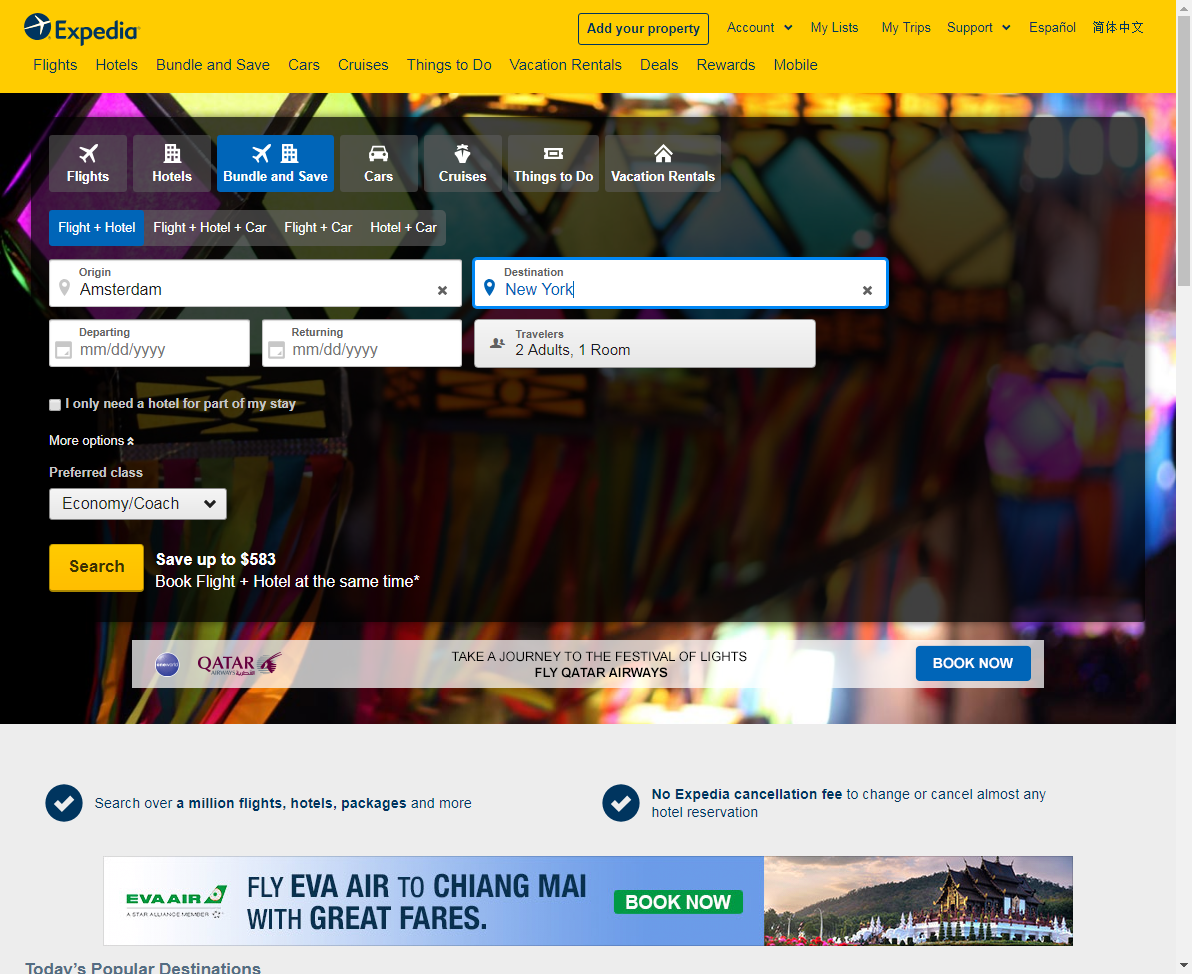 Expedia
Add your property
Account
My Lists
My Trips
Support
Español
简体中文
Flights
Hotels
Bundle and Save
Cars
Cruises
Things to Do
Vacation Rentals
Deals
Rewards
Mobile
Flights
Hotels
Bundle and Save
Cars
Cruises
Things to Do
Vacation Rentals
Flight + Hotel
Flight + Hotel + Car
Flight + Car
Hotel + Car
Origin
Amsterdam
Destination
New York
Departing
mm/dd/yyyy
Returning
mm/dd/yyyy
Travelers
2 Adults, 1 Room
I only need a hotel for part of my stay
More options
Preferred class
Economy/Coach
Search
Save up to $583
Book Flight + Hotel at the same time*
oneworld
QATAR
AIRWAYS القطرية
TAKE A JOURNEY TO THE FESTIVAL OF LIGHTS
FLY QATAR AIRWAYS
BOOK NOW
Search over a million flights, hotels, packages and more
No Expedia cancellation fee to change or cancel almost any
hotel reservation
EVA AIR
A STAR ALLIANCE MEMBER
FLY EVA AIR TO CHIANG MAI
WITH GREAT FARES.
BOOK NOW
Today's Popular Destinations